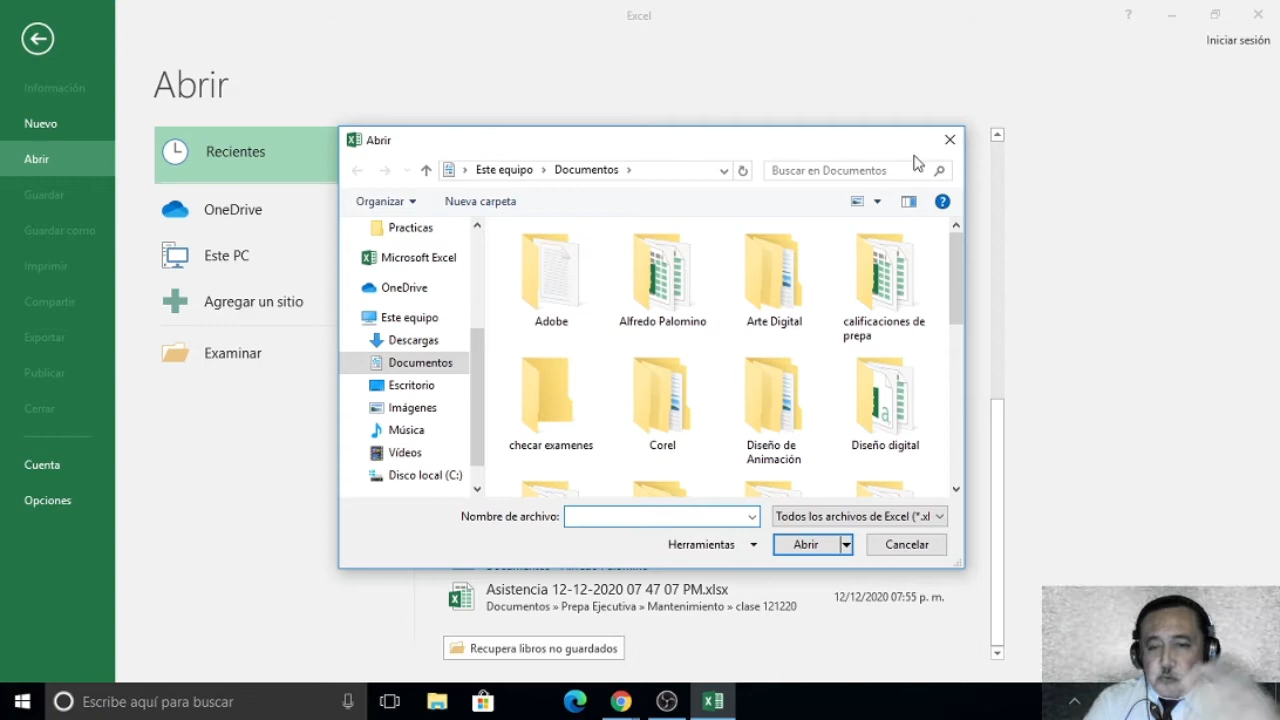 Excel
?
Iniciar sesión
Información
Nuevo
Abrir
Guardar
Guardar como
Imprimir
Compartir
Exportar
Publicar
Cerrar
Cuenta
Opciones
Abrir
Recientes
OneDrive
Este PC
Agregar un sitio
Examinar
Abrir
Este equipo > Documentos >
Buscar en Documentos
Organizar
Nueva carpeta
?
Practicas
Microsoft Excel
OneDrive
Este equipo
Descargas
Documentos
Escritorio
Imágenes
Música
Vídeos
Disco local (C:)
Adobe
Alfredo Palomino
Arte Digital
calificaciones de
prepa
checar examenes
Corel
Diseño de
Animación
Diseño digital
Nombre de archivo:
Todos los archivos de Excel (*.xl
Herramientas
Abrir
Cancelar
Asistencia 12-12-2020 07 47 07 PM.xlsx
Documentos » Prepa Ejecutiva » Mantenimiento » clase 121220
12/12/2020 07:55 p. m.
Recupera libros no guardados
Escribe aquí para buscar